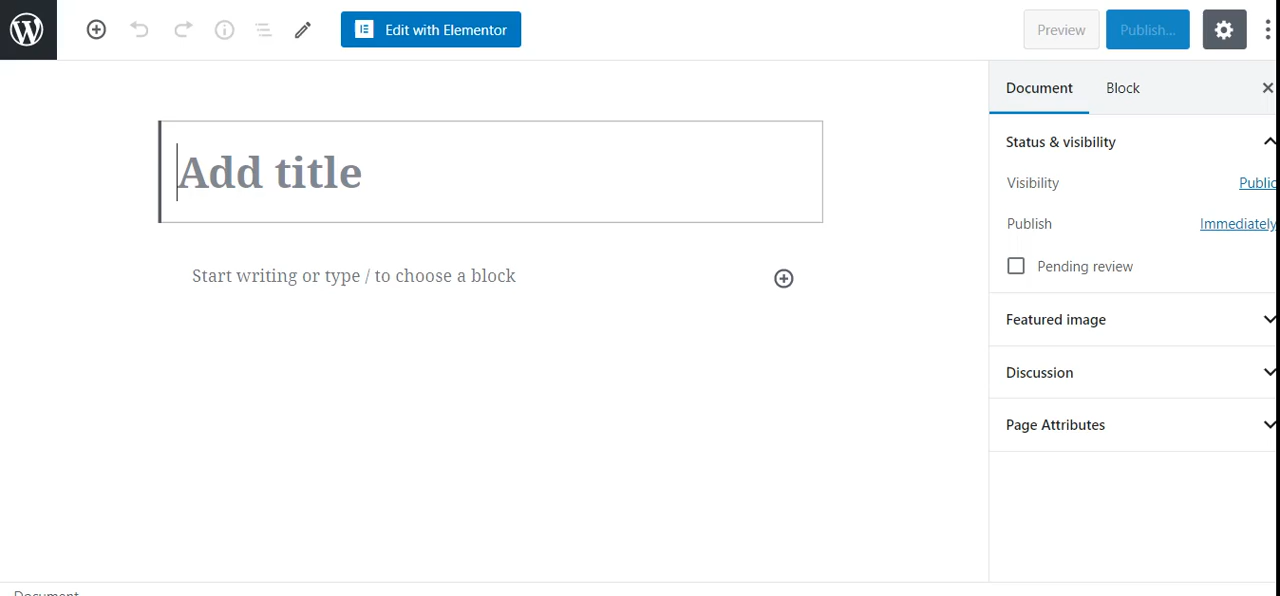 Edit with Elementor
Preview
Publish...
Document
Block
Add title
Status & visibility
Visibility
Public
Publish
Immediately
Start writing or type / to choose a block
Pending review
Featured image
Discussion
Page Attributes
Document